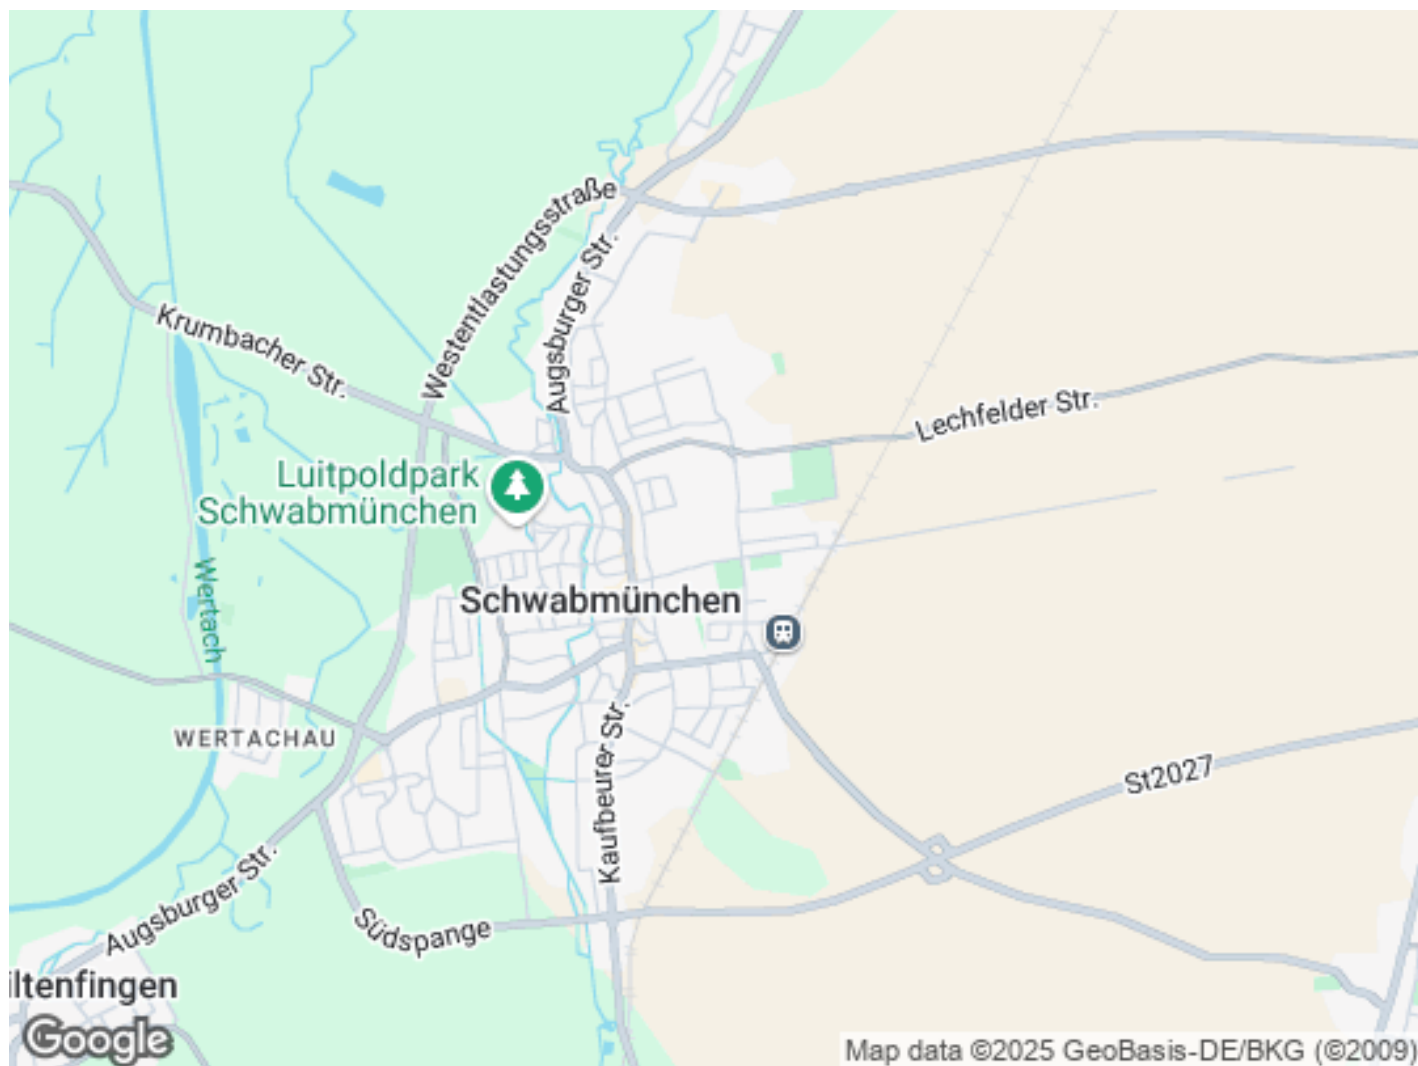 Westentlastungsstraße
Augsburger Str.
Krumbacher Str.
Lechfelder Str.
Luitpoldpark
Schwabmünchen
Wertach
Schwabmünchen
WERTACHAU
Kaufbeurer Str.
St2027
Augsburger Str.
Südspange
iltenfingen
Google
Map data ©2025 GeoBasis-DE/BKG (©2009)